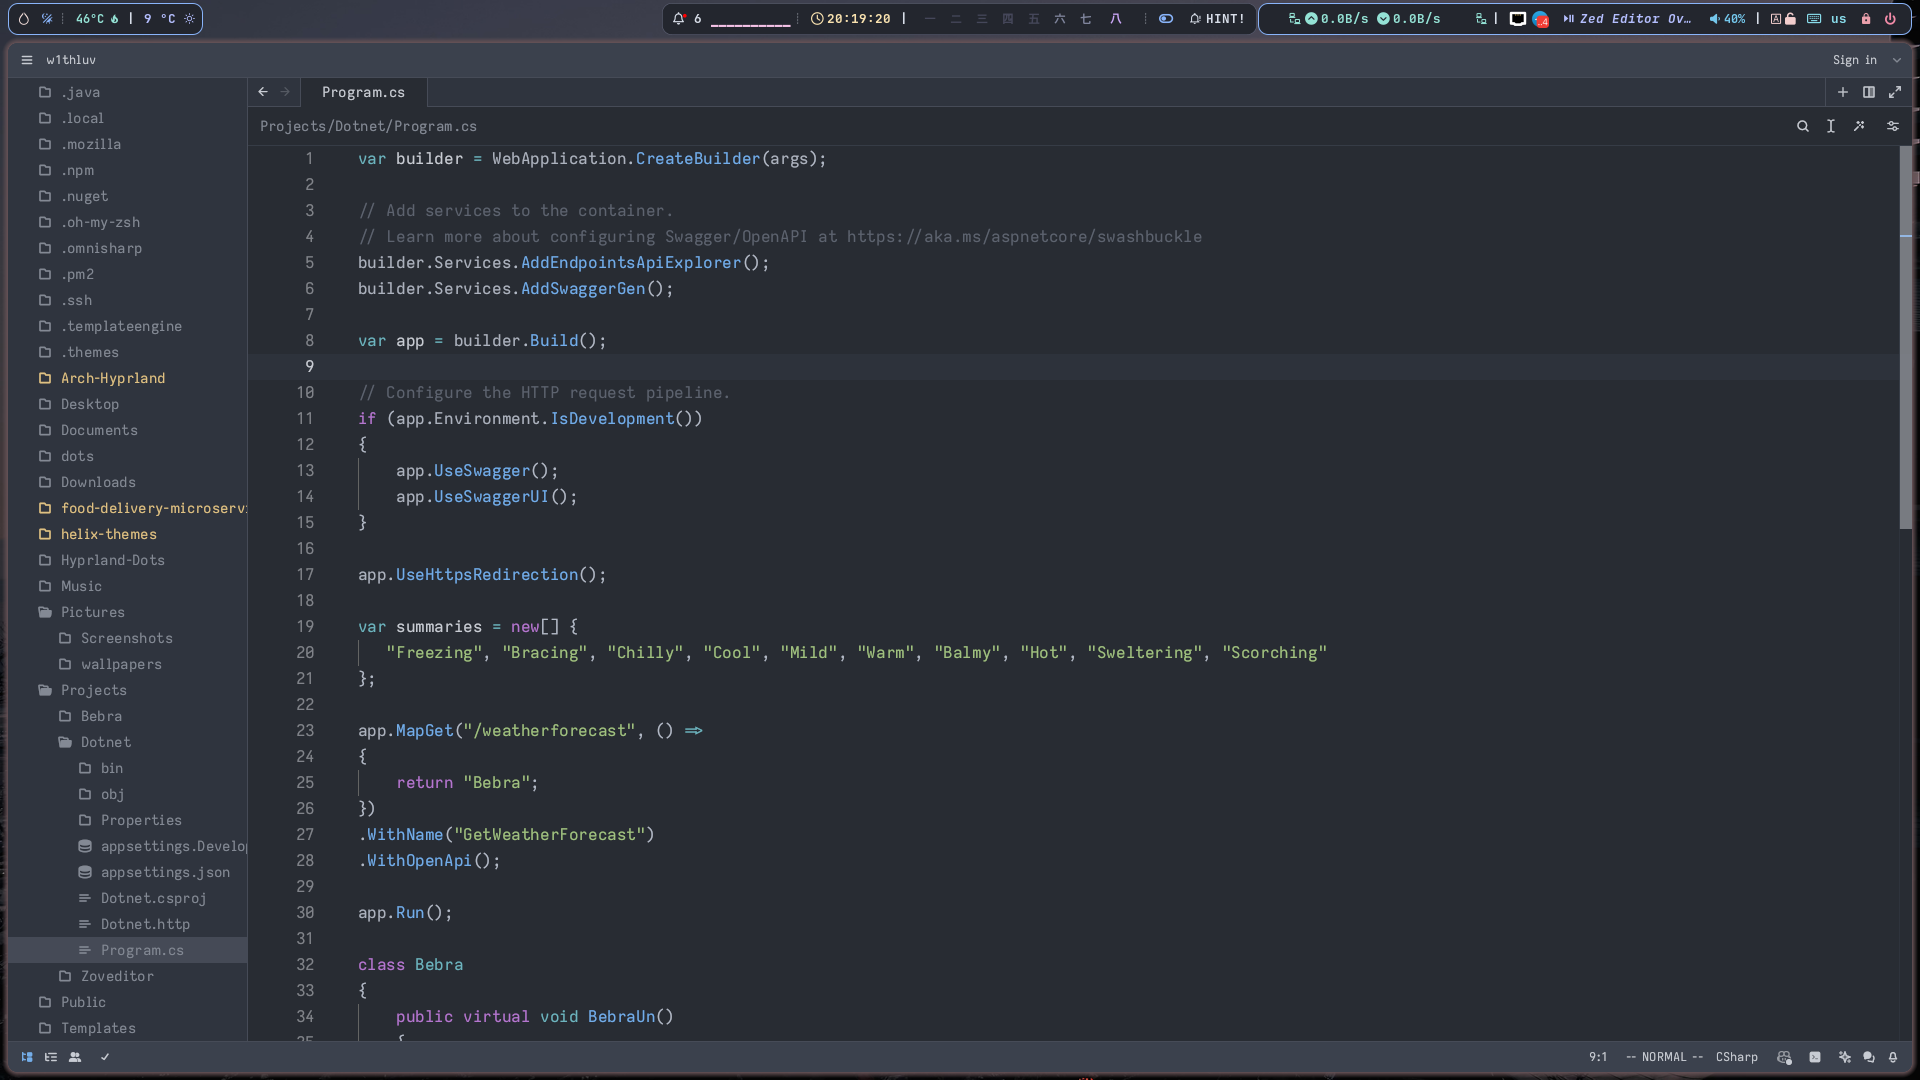 46°C | 9 °C
6 __________ 20:19:20 | 一 二 三 四 五 六 七 八 HINT!
0.0B/s 0.0B/s | 4 Zed Editor Ov… 40% | us
w1thluv
Sign in
.java
.local
.mozilla
.npm
.nuget
.oh-my-zsh
.omnisharp
.pm2
.ssh
.templateengine
.themes
Arch-Hyprland
Desktop
Documents
dots
Downloads
food-delivery-microserv
helix-themes
Hyprland-Dots
Music
Pictures
Screenshots
wallpapers
Projects
Bebra
Dotnet
bin
obj
Properties
appsettings.Develo
appsettings.json
Dotnet.csproj
Dotnet.http
Program.cs
Zoveditor
Public
Templates
Program.cs
Projects/Dotnet/Program.cs
1 var builder = WebApplication.CreateBuilder(args);
2
3 // Add services to the container.
4 // Learn more about configuring Swagger/OpenAPI at https://aka.ms/aspnetcore/swashbuckle
5 builder.Services.AddEndpointsApiExplorer();
6 builder.Services.AddSwaggerGen();
7
8 var app = builder.Build();
9
10 // Configure the HTTP request pipeline.
11 if (app.Environment.IsDevelopment())
12 {
13 app.UseSwagger();
14 app.UseSwaggerUI();
15 }
16
17 app.UseHttpsRedirection();
18
19 var summaries = new[] {
20 "Freezing", "Bracing", "Chilly", "Cool", "Mild", "Warm", "Balmy", "Hot", "Sweltering", "Scorching"
21 };
22
23 app.MapGet("/weatherforecast", () =>
24 {
25 return "Bebra";
26 })
27 .WithName("GetWeatherForecast")
28 .WithOpenApi();
29
30 app.Run();
31
32 class Bebra
33 {
34 public virtual void BebraUn()
35 {
9:1 -- NORMAL -- CSharp